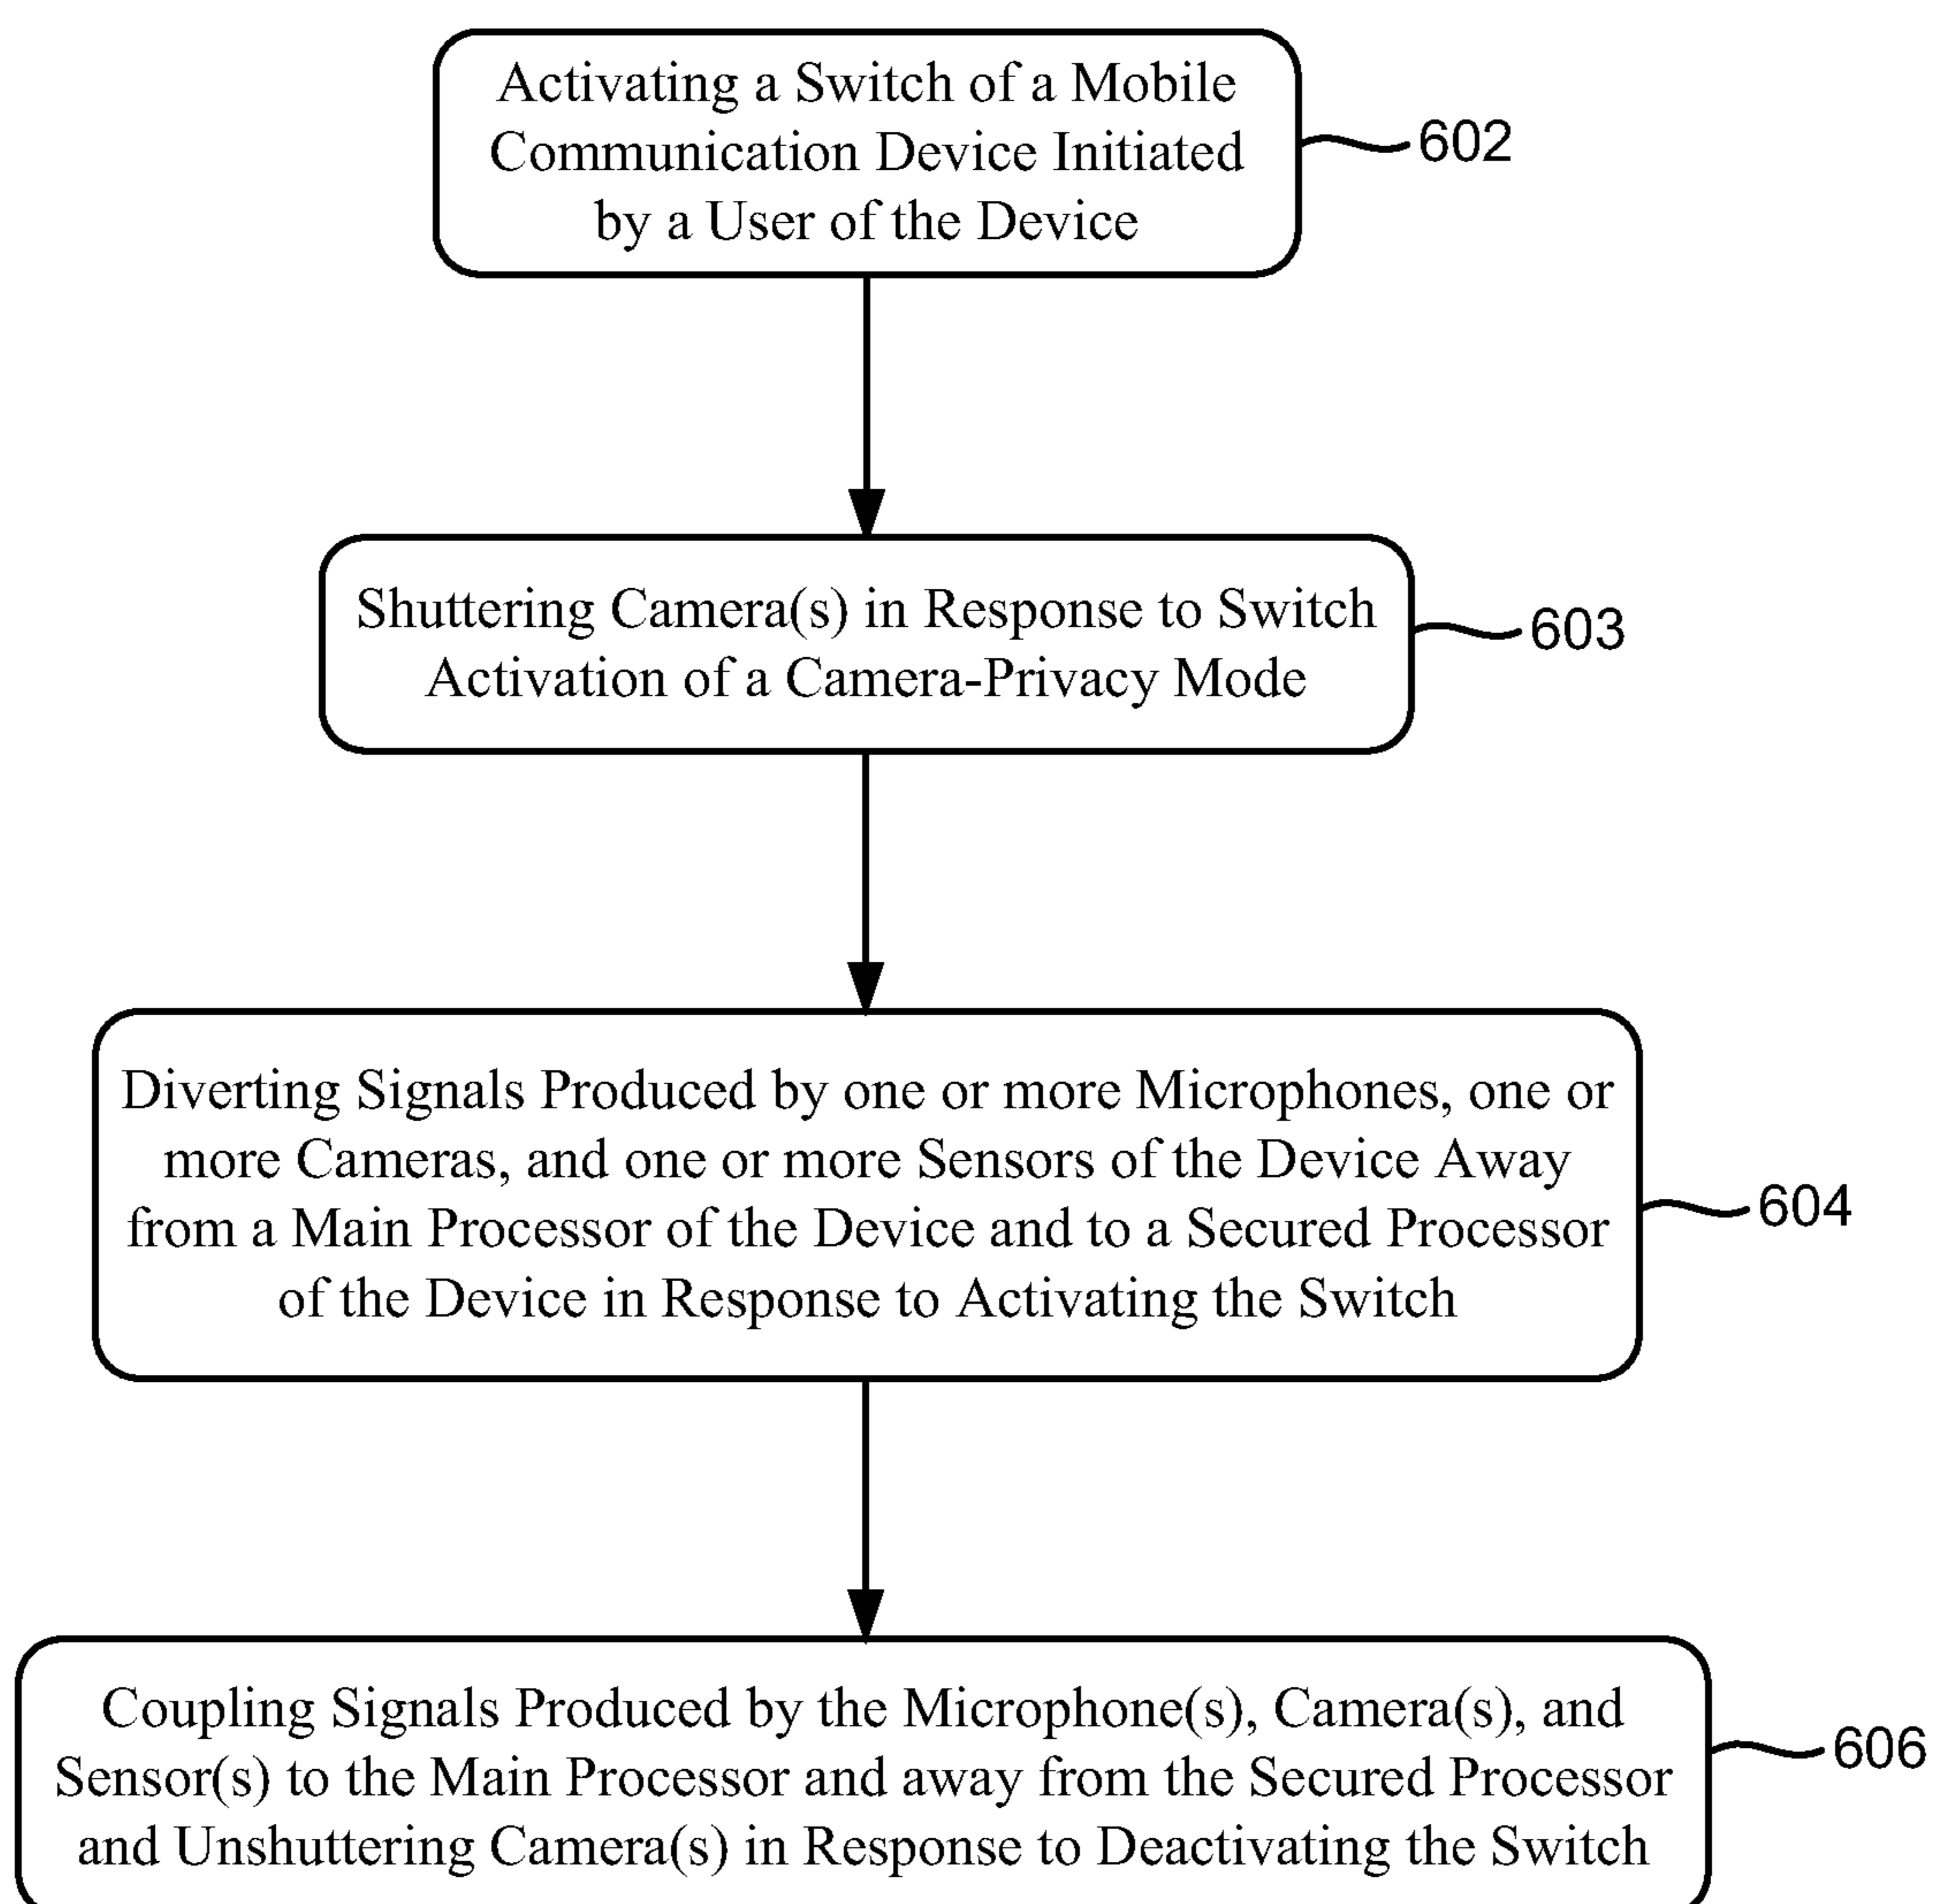 Activating a Switch of a Mobile
Communication Device Initiated
by a User of the Device
602
Shuttering Camera(s) in Response to Switch
Activation of a Camera-Privacy Mode
603
Diverting Signals Produced by one or more Microphones, one or
more Cameras, and one or more Sensors of the Device Away
from a Main Processor of the Device and to a Secured Processor
of the Device in Response to Activating the Switch
604
Coupling Signals Produced by the Microphone(s), Camera(s), and
Sensor(s) to the Main Processor and away from the Secured Processor
and Unshuttering Camera(s) in Response to Deactivating the Switch
606